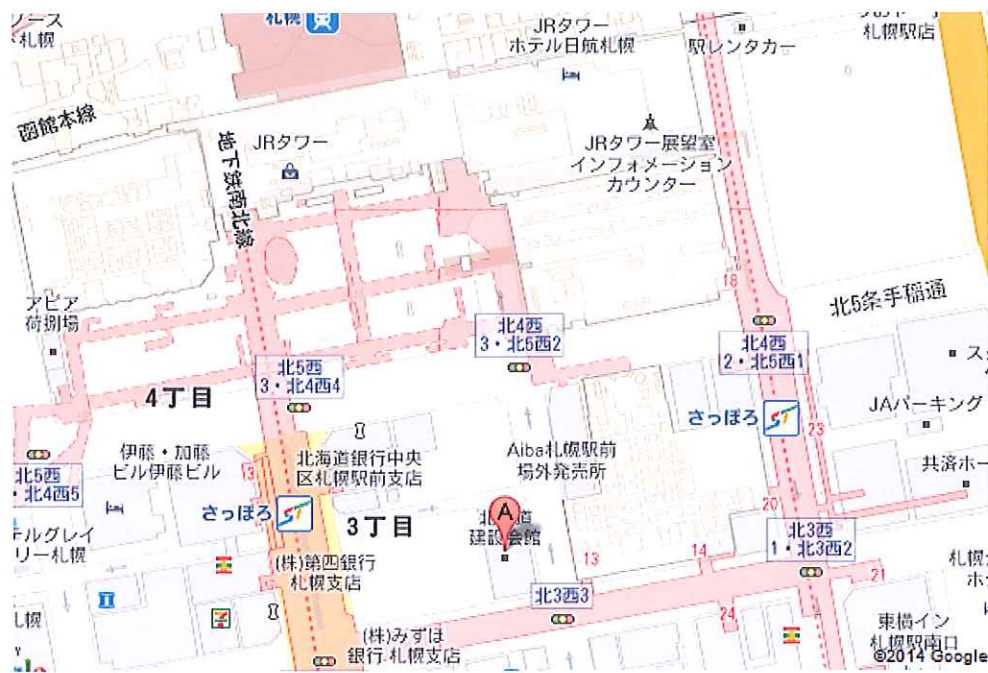 札幌
札幌
JRタワー
ホテル日航札幌
駅レンタカー
札幌駅店
函館本線
地下鉄南北線
JRタワー
JRタワー展望室
インフォメーション
カウンター
18
北5条手稲通
アピア
荷捌場
北4西
3・北5西2
北4西
2・北5西1
北5西
3・北4西4
4丁目
さっぽろ
JAパーキング
23
伊藤・加藤
ビル伊藤ビル
13
北海道銀行中央
区札幌駅前支店
Aiba札幌駅前
場外発売所
北5西
・北4西5
共済ホー
20
さっぽろ
3丁目
A
建設会館
北3西
1・北3西2
リー札幌
(株)第四銀行
札幌支店
13
14
21
北3西3
24
東横イン
札幌駅南口
(株)みずほ
銀行 札幌支店
©2014 Google